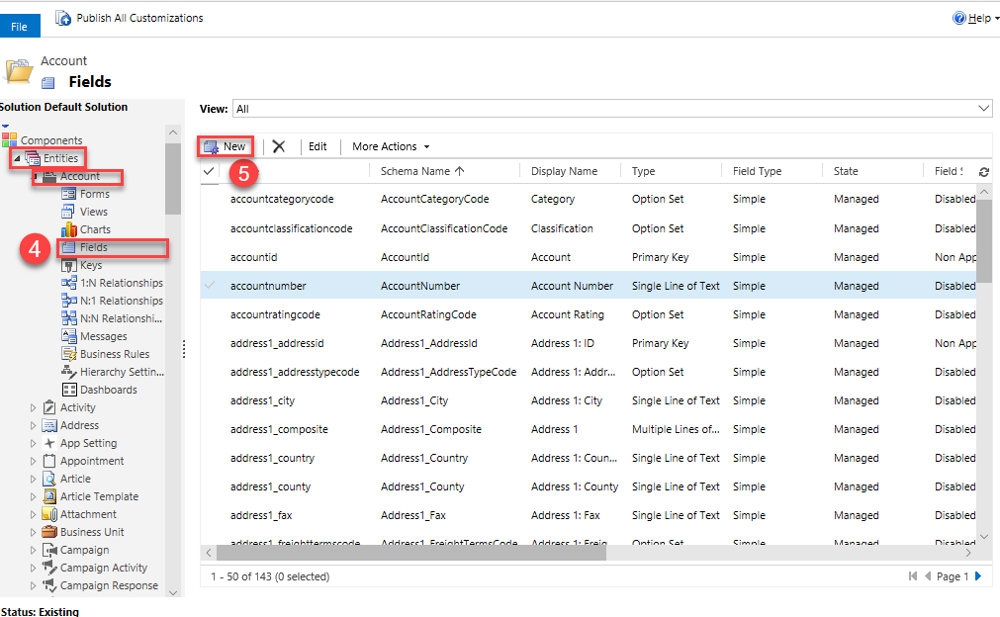 File
Publish All Customizations
Help
Account
Fields
Solution Default Solution
Components
Entities
Account
Forms
Views
Charts
4
Fields
Keys
1:N Relationships
N:1 Relationships
N:N Relationshi...
Messages
Business Rules
Hierarchy Settin...
Dashboards
Activity
Address
App Setting
Appointment
Article
Article Template
Attachment
Business Unit
Campaign
Campaign Activity
Campaign Response
Status: Existing
View: All
New Edit More Actions
5
Schema Name Display Name Type Field Type State Field S
accountcategorycode AccountCategoryCode Category Option Set Simple Managed Disabled
accountclassificationcode AccountClassificationCode Classification Option Set Simple Managed Disabled
accountid AccountId Account Primary Key Simple Managed Non App
accountnumber AccountNumber Account Number Single Line of Text Simple Managed Disabled
accountratingcode AccountRatingCode Account Rating Option Set Simple Managed Disabled
address1_addressid Address1_AddressId Address 1: ID Primary Key Simple Managed Non App
address1_addresstypecode Address1_AddressTypeCode Address 1: Addr... Option Set Simple Managed Disabled
address1_city Address1_City Address 1: City Single Line of Text Simple Managed Disabled
address1_composite Address1_Composite Address 1 Multiple Lines of... Simple Managed Disabled
address1_country Address1_Country Address 1: Coun... Single Line of Text Simple Managed Disabled
address1_county Address1_County Address 1: County Single Line of Text Simple Managed Disabled
address1_fax Address1_Fax Address 1: Fax Single Line of Text Simple Managed Disabled
address1_freighttermscode Address1_FreightTermsCode Address 1: Freig... Option Set Simple Managed Disabled
1 - 50 of 143 (0 selected) Page 1